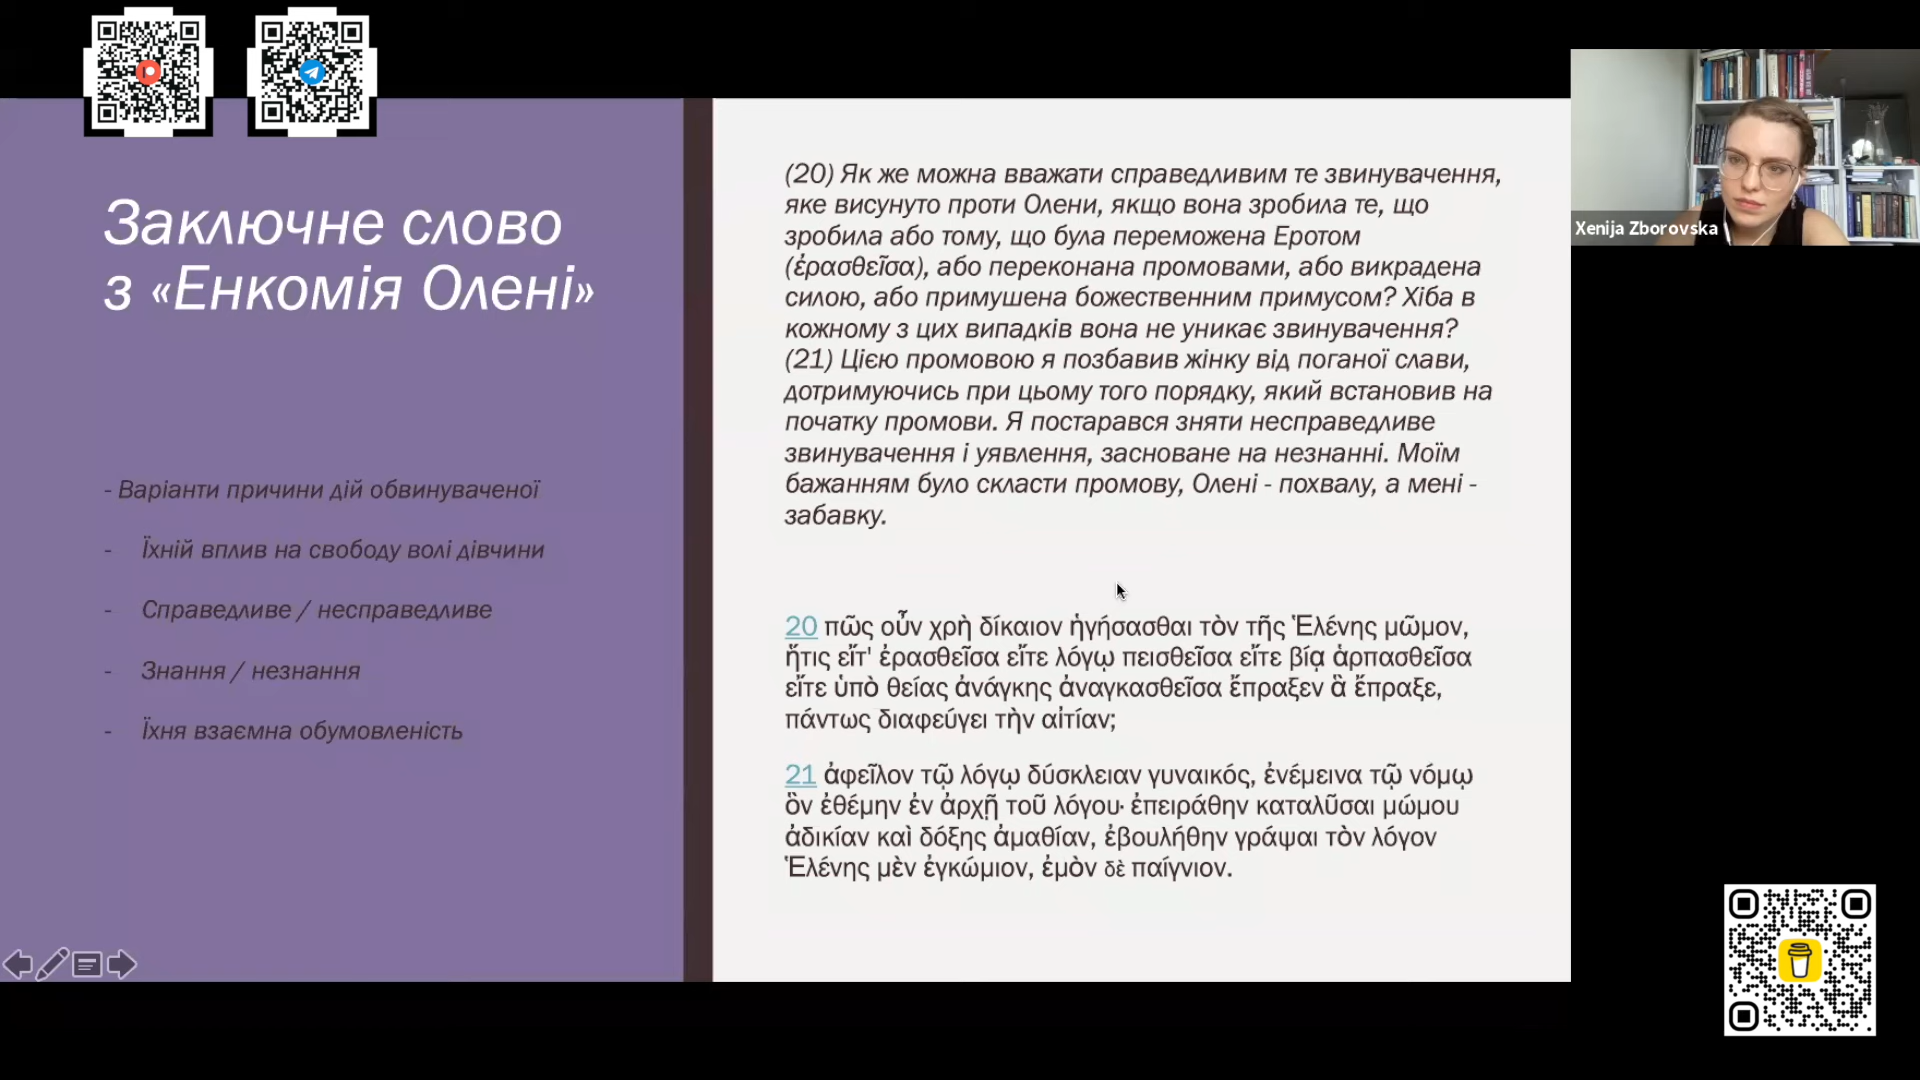 Заключне слово
з «Енкомія Олені»
- Варіанти причини дій обвинуваченої
- Їхній вплив на свободу волі дівчини
- Справедливе / несправедливе
- Знання / незнання
- Їхня взаємна обумовленість
(20) Як же можна вважати справедливим те звинувачення,
яке висунуто проти Олени, якщо вона зробила те, що
зробила або тому, що була переможена Еротом
(ἐρασθεῖσα), або переконана промовами, або викрадена
силою, або примушена божественним примусом? Хіба в
кожному з цих випадків вона не уникає звинувачення?
(21) Цією промовою я позбавив жінку від поганої слави,
дотримуючись при цьому того порядку, який встановив на
початку промови. Я постарався зняти несправедливе
звинувачення і уявлення, засноване на незнанні. Моїм
бажанням було скласти промову, Олені - похвалу, а мені -
забавку.
20 πῶς οὖν χρὴ δίκαιον ἡγήσασθαι τὸν τῆς Ἑλένης μῶμον,
ἥτις εἴτ' ἐρασθεῖσα εἴτε λόγῳ πεισθεῖσα εἴτε βίᾳ ἁρπασθεῖσα
εἴτε ὑπὸ θείας ἀνάγκης ἀναγκασθεῖσα ἔπραξεν ἃ ἔπραξε,
πάντως διαφεύγει τὴν αἰτίαν;
21 ἀφεῖλον τῷ λόγῳ δύσκλειαν γυναικός, ἐνέμεινα τῷ νόμῳ
ὃν ἐθέμην ἐν ἀρχῇ τοῦ λόγου· ἐπειράθην καταλῦσαι μώμου
ἀδικίαν καὶ δόξης ἀμαθίαν, ἐβουλήθην γράψαι τὸν λόγον
Ἑλένης μὲν ἐγκώμιον, ἐμὸν δὲ παίγνιον.
Xenija Zborovska